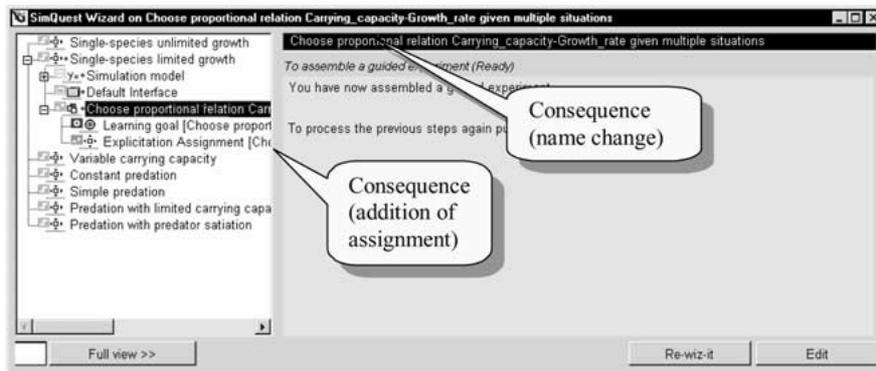 SimQuest Wizard on Choose proportional relation Carrying_capacity-Growth_rate given multiple situations
Single-species unlimited growth
Single-species limited growth
Simulation model
Default Interface
Choose proportional relation Carr
Learning goal [Choose proport
Explicitation Assignment [Cho
Variable carrying capacity
Constant predation
Simple predation
Predation with limited carrying capa
Predation with predator satiation
Choose proportional relation Carrying_capacity-Growth_rate given multiple situations
To assemble a guided experiment (Ready)
You have now assembled a guided experiment
To process the previous steps again pu
Consequence
(name change)
Consequence
(addition of
assignment)
Full view >>
Re-wiz-it
Edit